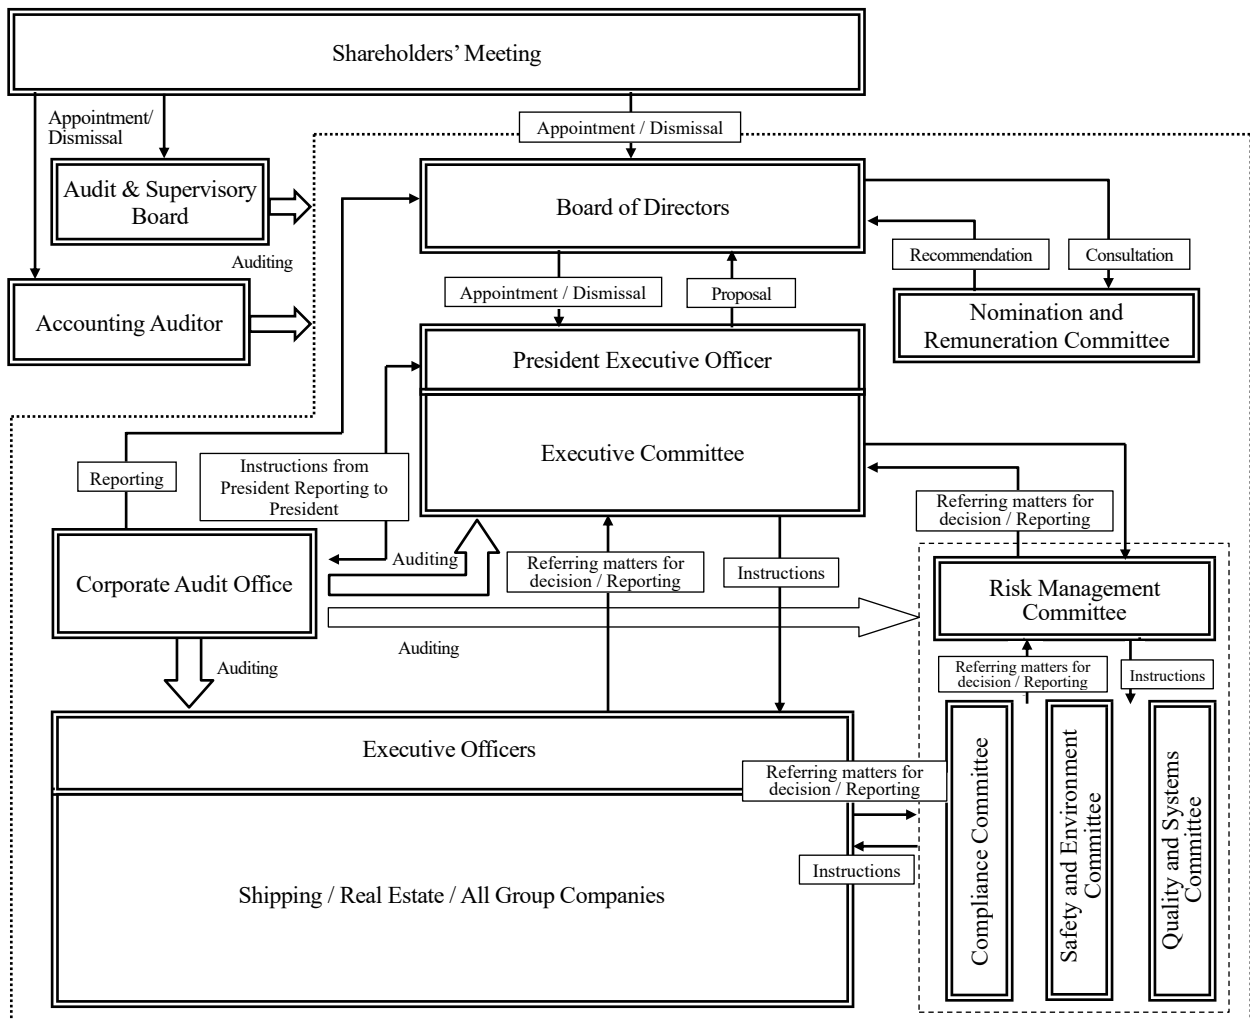 Shareholders' Meeting
Appointment/
Dismissal
Appointment / Dismissal
Audit & Supervisory
Board
Board of Directors
Auditing
Recommendation
Consultation
Appointment / Dismissal
Proposal
Accounting Auditor
Nomination and
Remuneration Committee
President Executive Officer
Executive Committee
Reporting
Instructions from
President Reporting to
President
Referring matters for
decision / Reporting
Corporate Audit Office
Auditing
Referring matters for
decision / Reporting
Instructions
Risk Management
Committee
Auditing
Auditing
Referring matters for
decision / Reporting
Instructions
Executive Officers
Referring matters for
decision / Reporting
Instructions
Shipping / Real Estate / All Group Companies
Compliance Committee
Safety and Environment
Committee
Quality and Systems
Committee